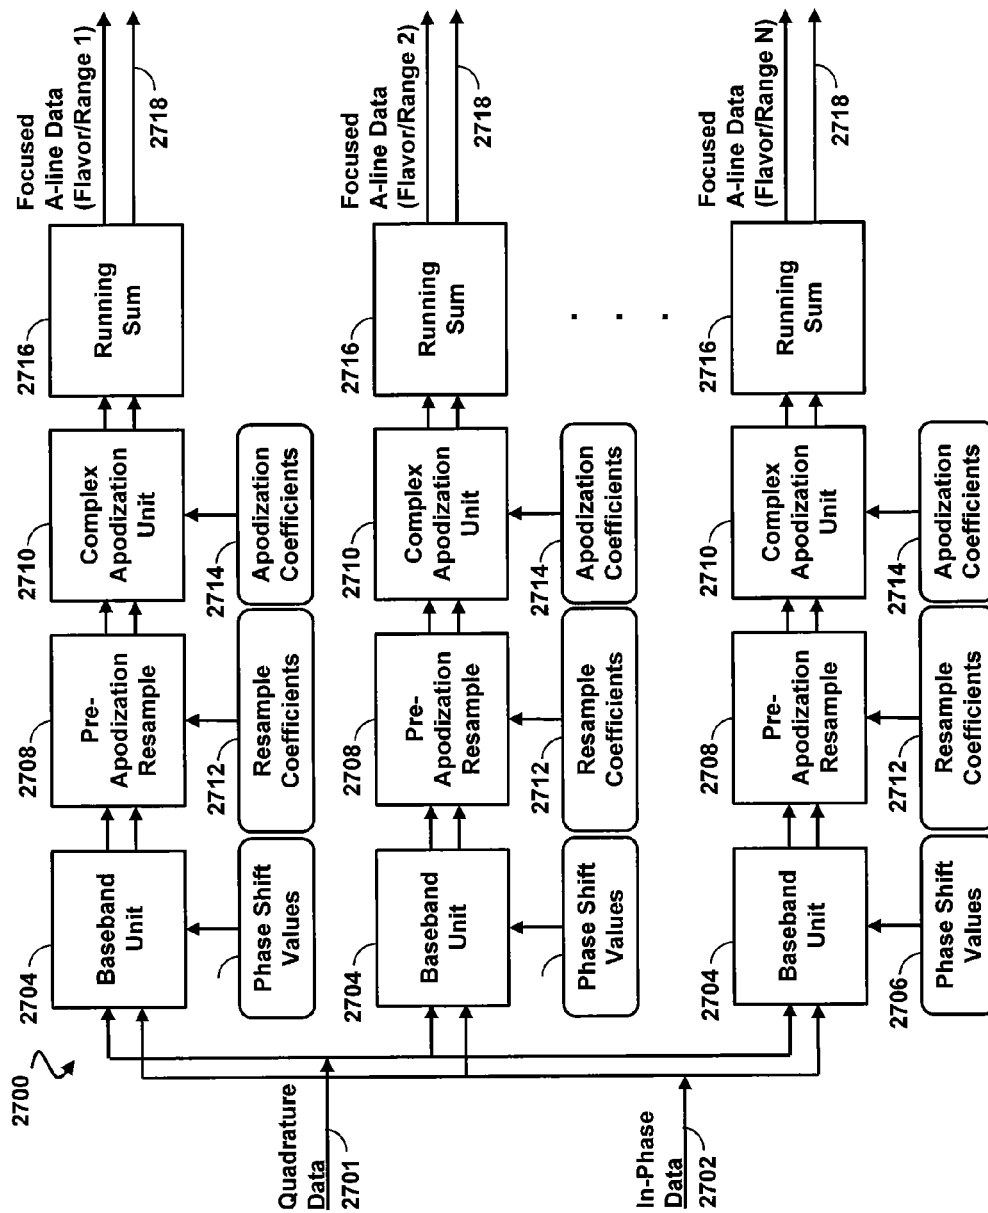 2700
Quadrature
Data
2701
In-Phase
Data
2702
2704
Baseband
Unit
Phase Shift
Values
2708
Pre-
Apodization
Resample
2712
Resample
Coefficients
2710
Complex
Apodization
Unit
2714
Apodization
Coefficients
2716
Running
Sum
Focused
A-line Data
(Flavor/Range 1)
2718
2704
Baseband
Unit
Phase Shift
Values
2708
Pre-
Apodization
Resample
2712
Resample
Coefficients
2710
Complex
Apodization
Unit
2714
Apodization
Coefficients
2716
Running
Sum
Focused
A-line Data
(Flavor/Range 2)
2718
. . .
2704
Baseband
Unit
2706
Phase Shift
Values
2708
Pre-
Apodization
Resample
2712
Resample
Coefficients
2710
Complex
Apodization
Unit
2714
Apodization
Coefficients
2716
Running
Sum
Focused
A-line Data
(Flavor/Range N)
2718